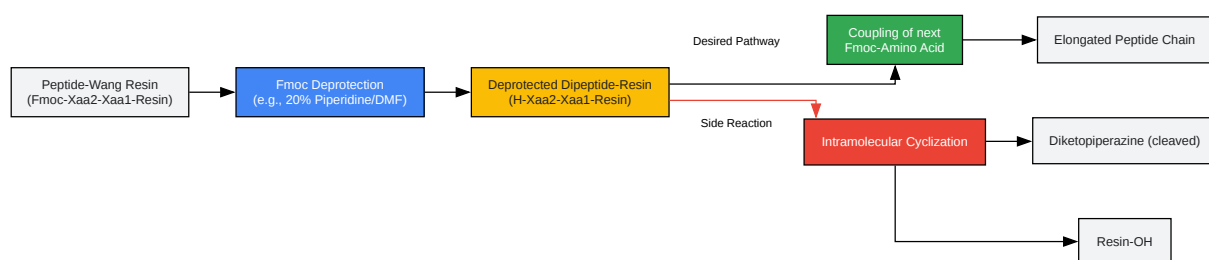 Peptide-Wang Resin
(Fmoc-Xaa2-Xaa1-Resin)
Fmoc Deprotection
(e.g., 20% Piperidine/DMF)
Deprotected Dipeptide-Resin
(H-Xaa2-Xaa1-Resin)
Desired Pathway
Coupling of next
Fmoc-Amino Acid
Elongated Peptide Chain
Side Reaction
Intramolecular Cyclization
Diketopiperazine (cleaved)
Resin-OH